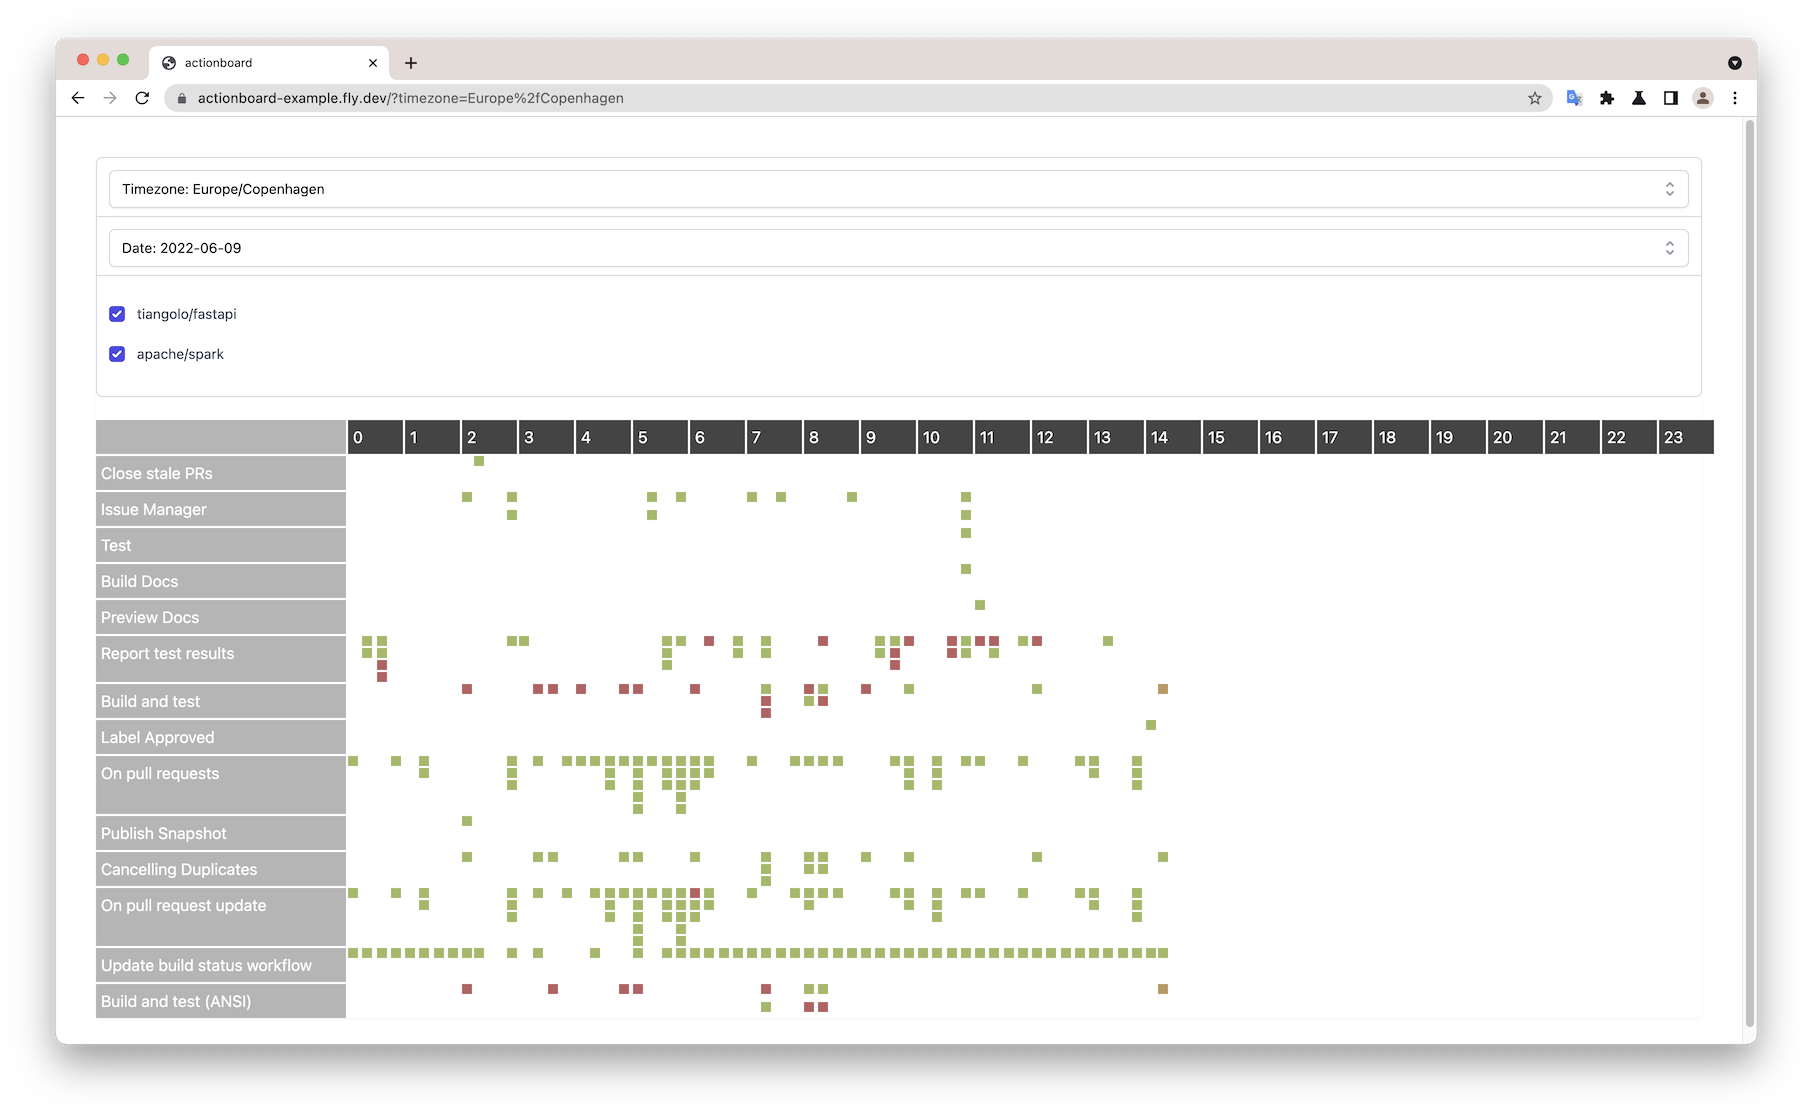 actionboard
actionboard-example.fly.dev/?timezone=Europe%2fCopenhagen
Timezone: Europe/Copenhagen
Date: 2022-06-09
tiangolo/fastapi
apache/spark
0 1 2 3 4 5 6 7 8 9 10 11 12 13 14 15 16 17 18 19 20 21 22 23
Close stale PRs
Issue Manager
Test
Build Docs
Preview Docs
Report test results
Build and test
Label Approved
On pull requests
Publish Snapshot
Cancelling Duplicates
On pull request update
Update build status workflow
Build and test (ANSI)